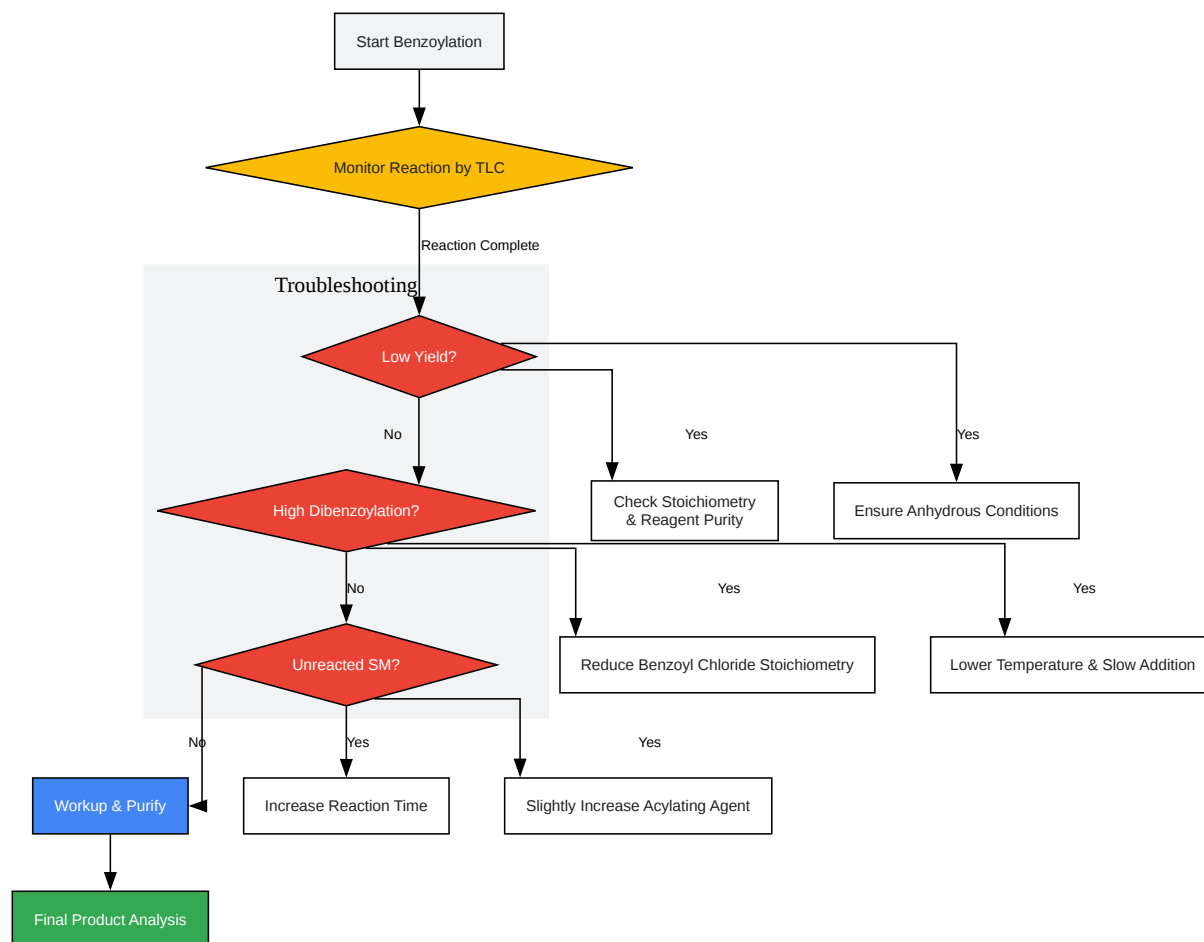 Start Benzoylation
Monitor Reaction by TLC
Reaction Complete
Troubleshooting
Low Yield?
No
Yes
Yes
Check Stoichiometry
& Reagent Purity
Ensure Anhydrous Conditions
High Dibenzoylation?
No
Yes
Yes
Reduce Benzoyl Chloride Stoichiometry
Lower Temperature & Slow Addition
Unreacted SM?
No
Yes
Yes
Workup & Purify
Increase Reaction Time
Slightly Increase Acylating Agent
Final Product Analysis